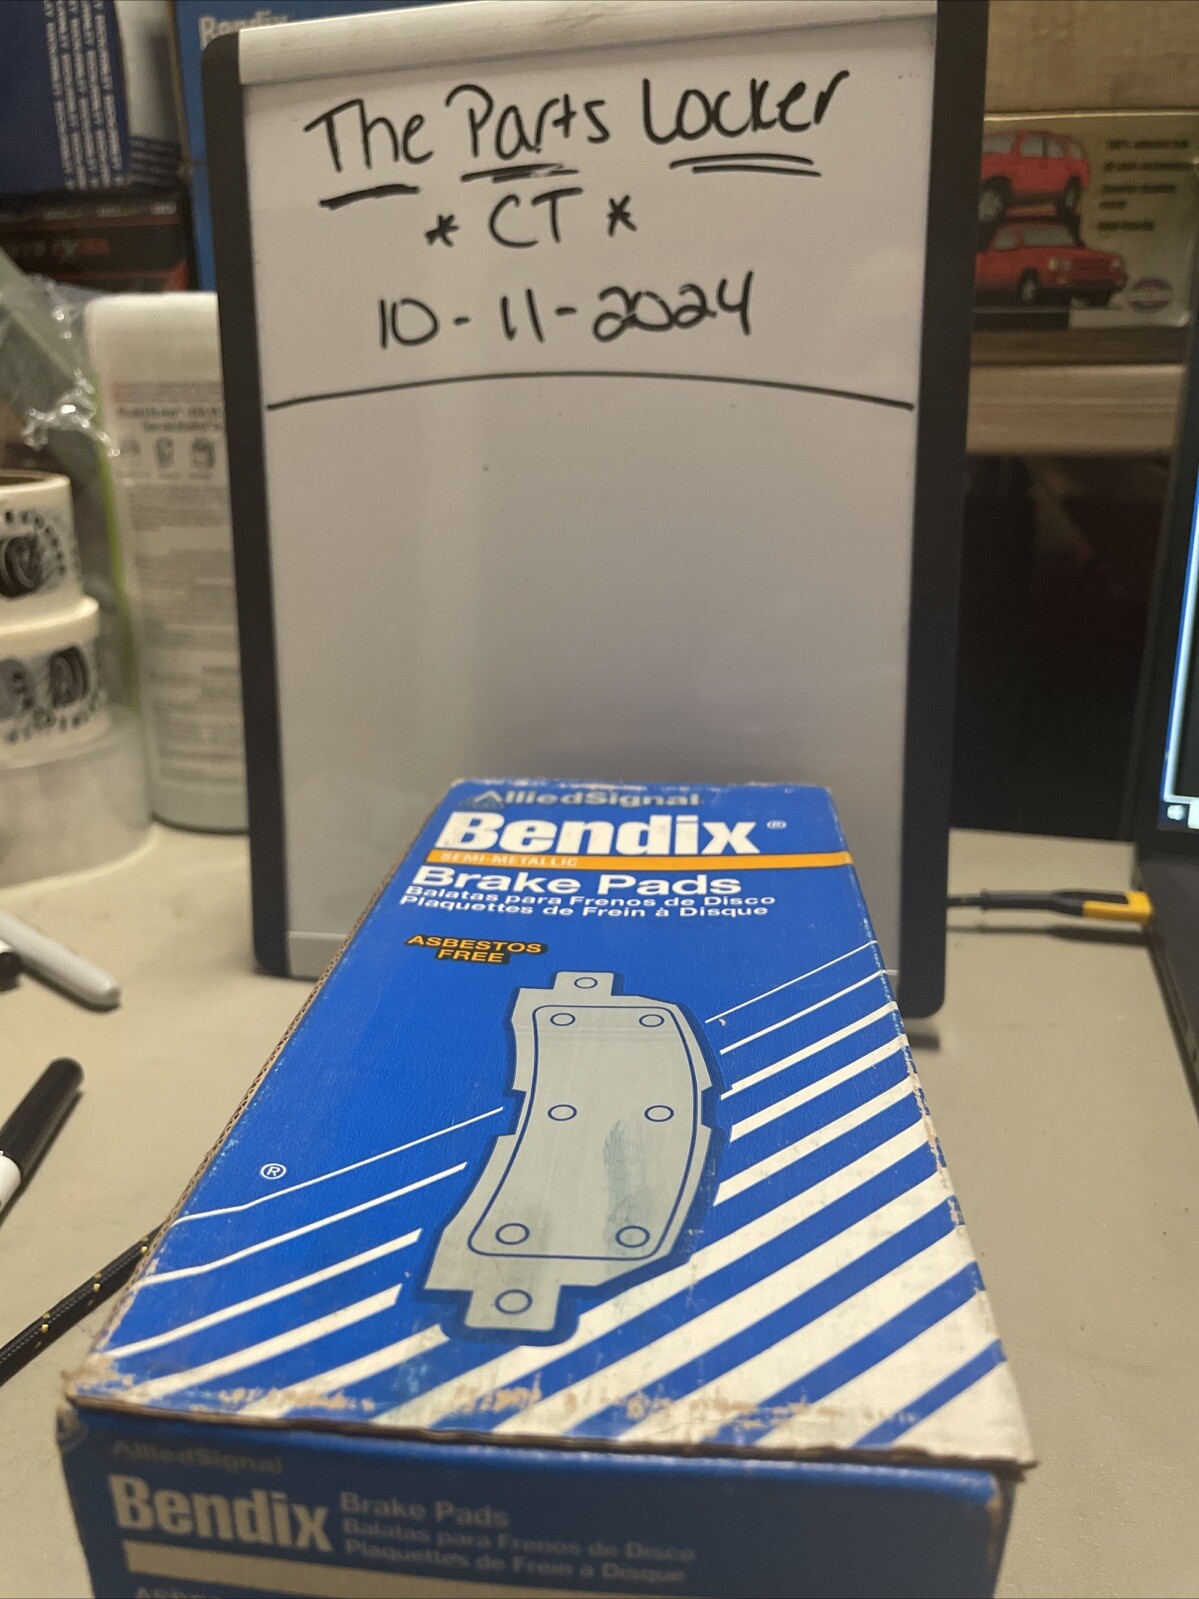 Bendix
The Parts Locker
* CT *
10-11-2024
AlliedSignal
Bendix ®
SEMI-METALLIC
Brake Pads
Balatas para Frenos de Disco
Plaquettes de Frein à Disque
ASBESTOS
FREE
®
AlliedSignal
Bendix
Brake Pads
Balatas para Frenos de Disco
Plaquettes de Frein à Disque